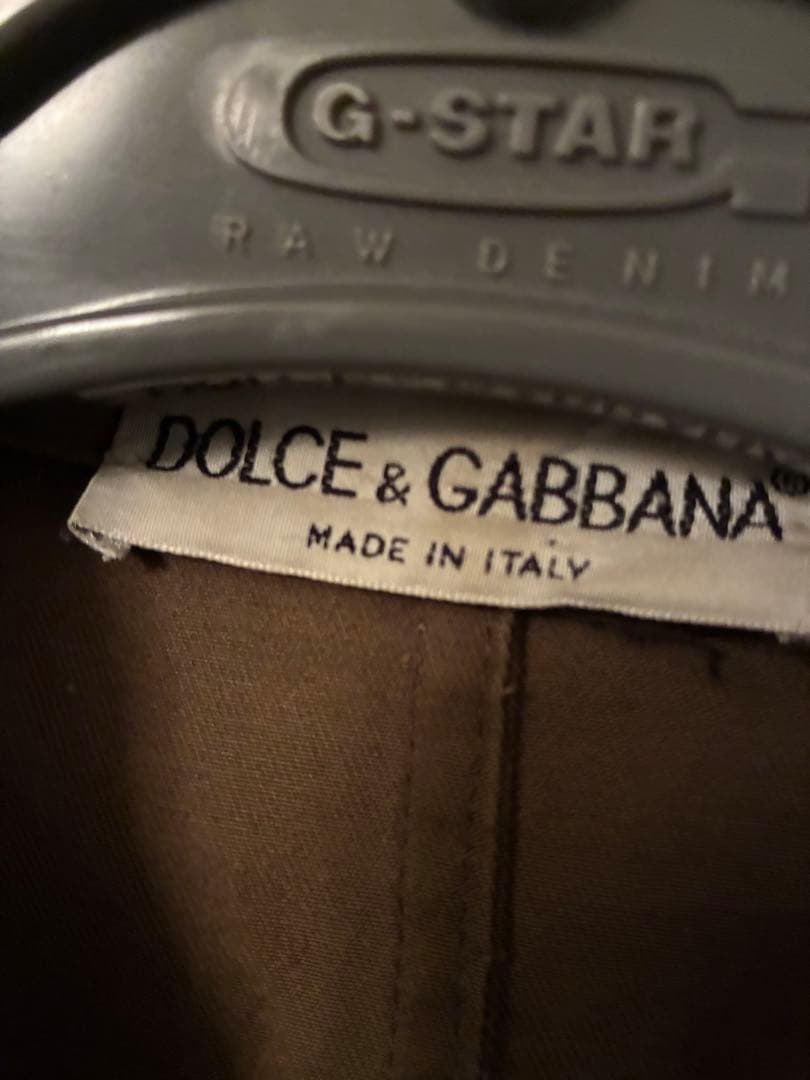 G-STAR
RAW DENIM
DOLCE & GABBANA®
MADE IN ITALY